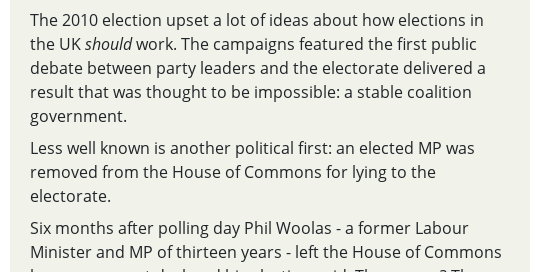 The 2010 election upset a lot of ideas about how elections in
the UK should work. The campaigns featured the first public
debate between party leaders and the electorate delivered a
result that was thought to be impossible: a stable coalition
government.
Less well known is another political first: an elected MP was
removed from the House of Commons for lying to the
electorate.
Six months after polling day Phil Woolas - a former Labour
Minister and MP of thirteen years - left the House of Commons